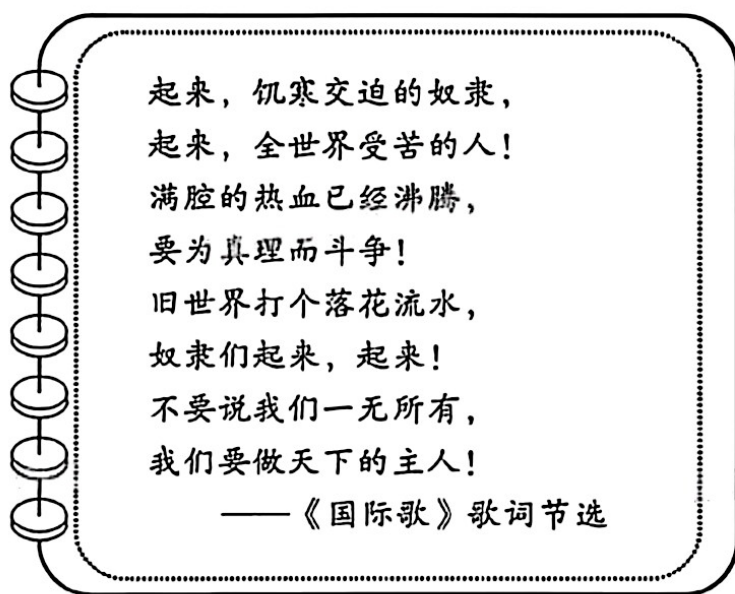 起来，饥寒交迫的奴隶，
起来，全世界受苦的人！
满腔的热血已经沸腾，
要为真理而斗争！
旧世界打个落花流水，
奴隶们起来，起来！
不要说我们一无所有，
我们要做天下的主人！
——《国际歌》歌词节选